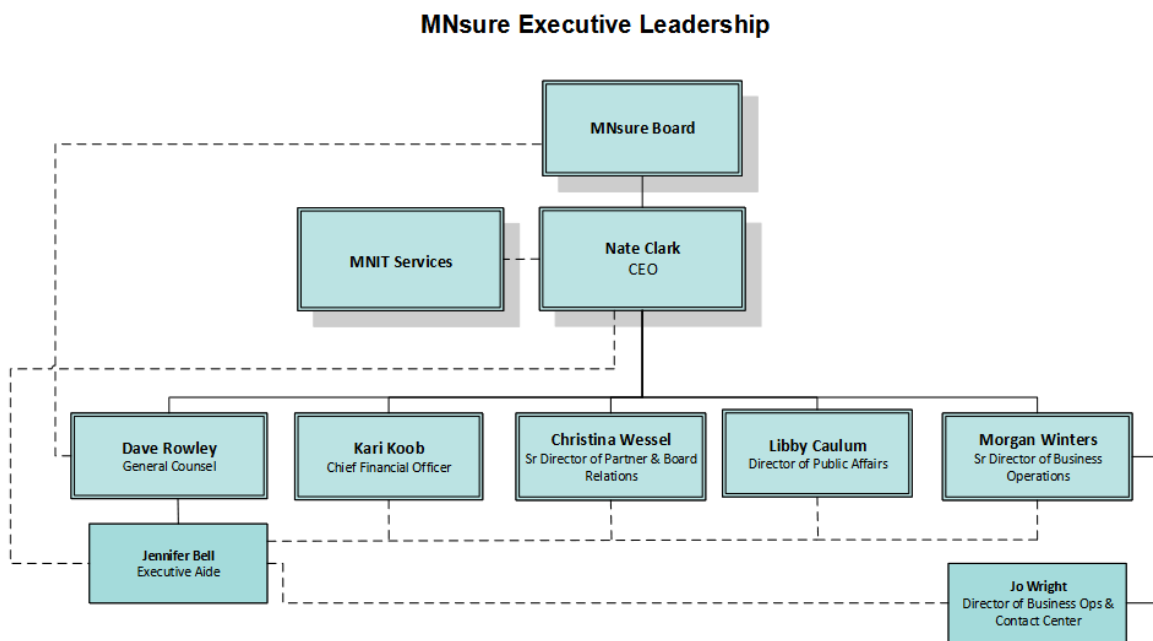 MNsure Executive Leadership
MNsure Board
MNIT Services
Nate Clark
CEO
Dave Rowley
General Counsel
Kari Koob
Chief Financial Officer
Christina Wessel
Sr Director of Partner & Board
Relations
Libby Caulum
Director of Public Affairs
Morgan Winters
Sr Director of Business
Operations
Jennifer Bell
Executive Aide
Jo Wright
Director of Business Ops &
Contact Center